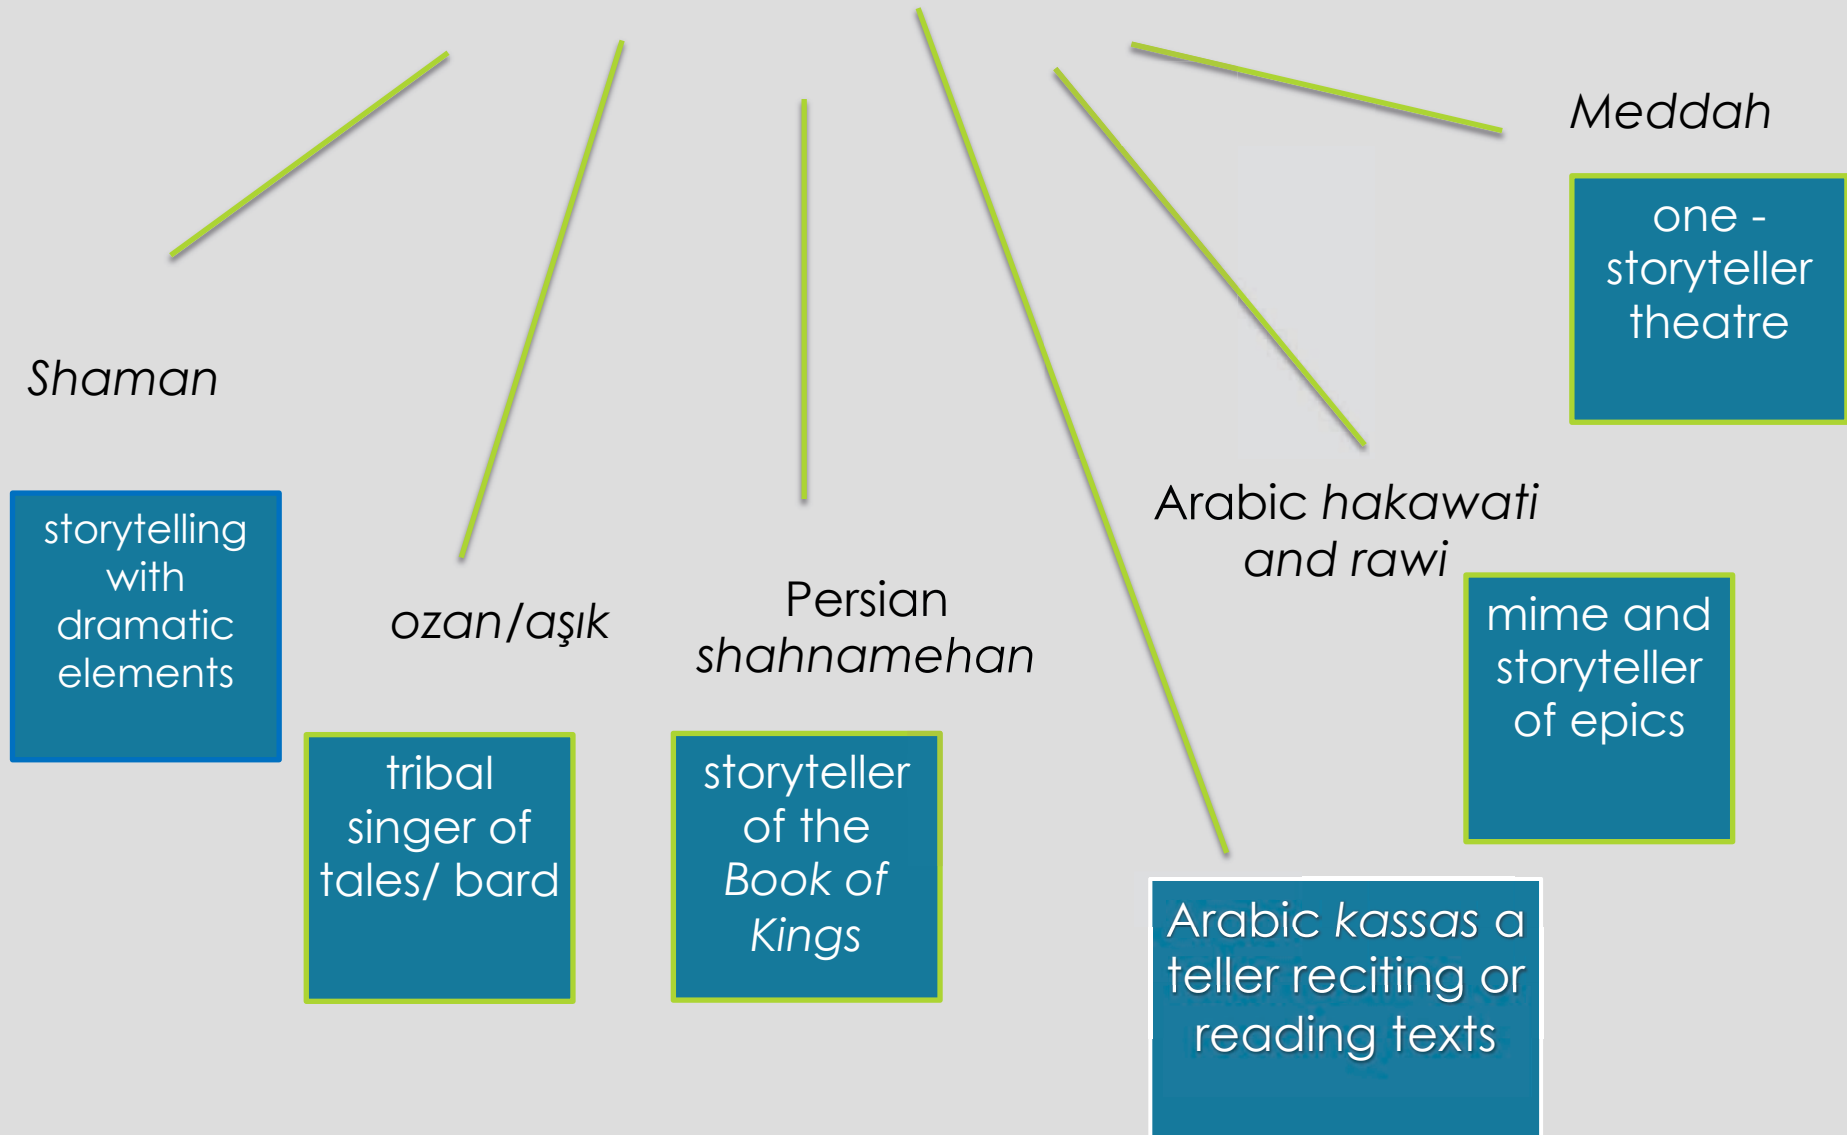 Shaman
storytelling
with
dramatic
elements
ozan/aşık
tribal
singer of
tales/ bard
Persian
shahnamehan
storyteller
of the
Book of
Kings
Arabic kassas a
teller reciting or
reading texts
Arabic hakawati
and rawi
mime and
storyteller
of epics
Meddah
one -
storyteller
theatre